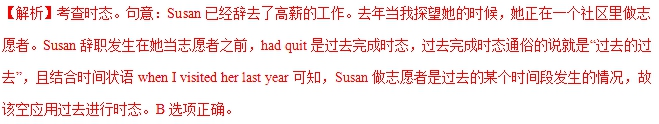 【解析】考查时态。句意：Susan 已经辞去了高薪的工作。去年当我探望她的时候，她正在一个社区里做志
愿者。Susan 辞职发生在她当志愿者之前，had quit 是过去完成时态，过去完成时态通俗的说就是“过去的过
去”，且结合时间状语 when I visited her last year 可知，Susan 做志愿者是过去的某个时间段发生的情况，故
该空应用过去进行时态。B 选项正确。